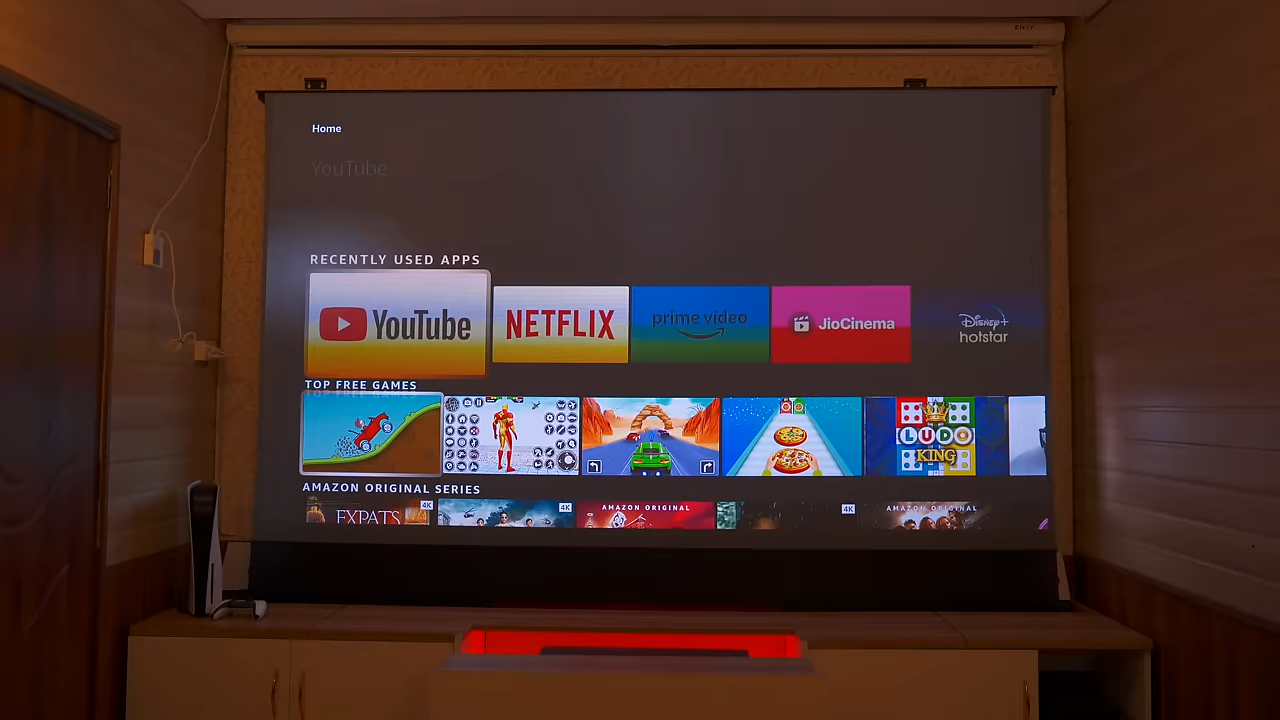 Home
YouTube
RECENTLY USED APPS
YouTube
NETFLIX
prime video
JioCinema
Disney+
hotstar
TOP FREE GAMES
LUDO
KING
AMAZON ORIGINAL SERIES
EXPATS
4K
4K
AMAZON ORIGINAL
4K
AMAZON ORIGINAL